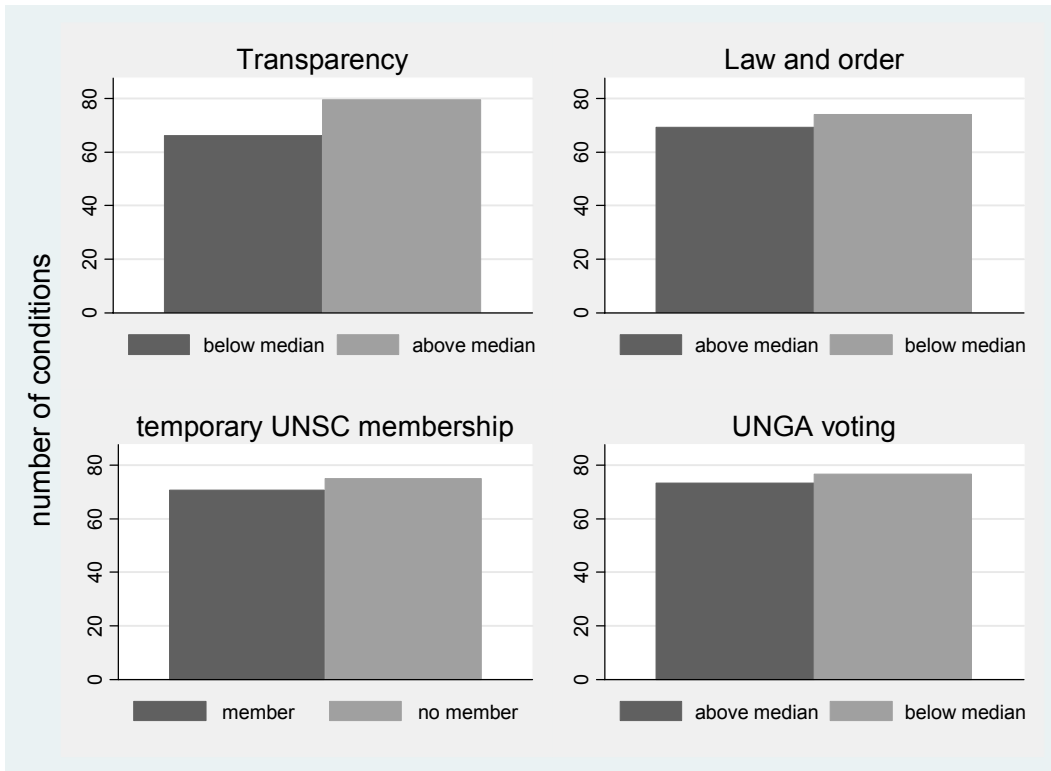 number of conditions
Transparency
80
60
40
20
0
below median above median
Law and order
80
60
40
20
0
above median below median
temporary UNSC membership
80
60
40
20
0
member no member
UNGA voting
80
60
40
20
0
above median below median